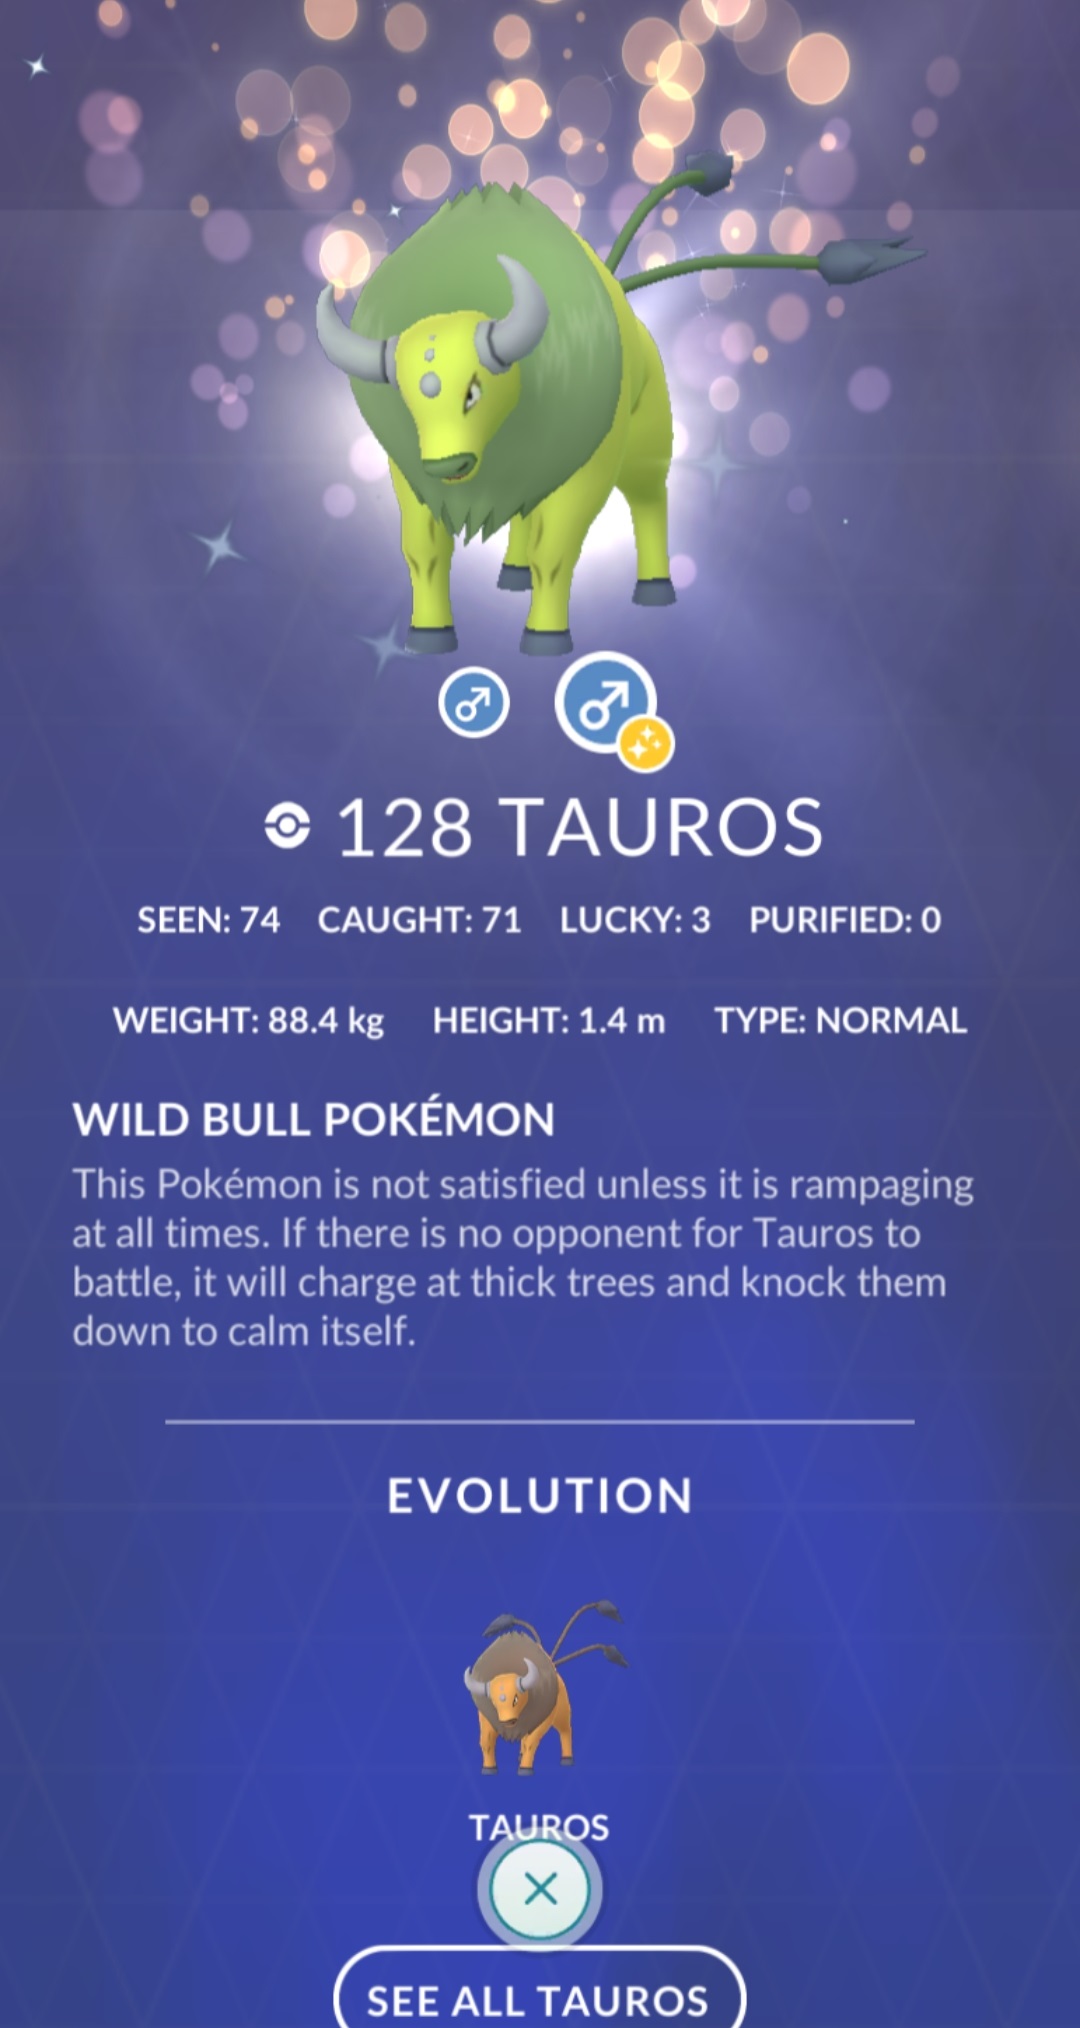 128 TAUROS
SEEN: 74 CAUGHT: 71 LUCKY: 3 PURIFIED: 0
WEIGHT: 88.4 kg HEIGHT: 1.4 m TYPE: NORMAL
WILD BULL POKÉMON
This Pokémon is not satisfied unless it is rampaging
at all times. If there is no opponent for Tauros to
battle, it will charge at thick trees and knock them
down to calm itself.
EVOLUTION
TAUROS
SEE ALL TAUROS